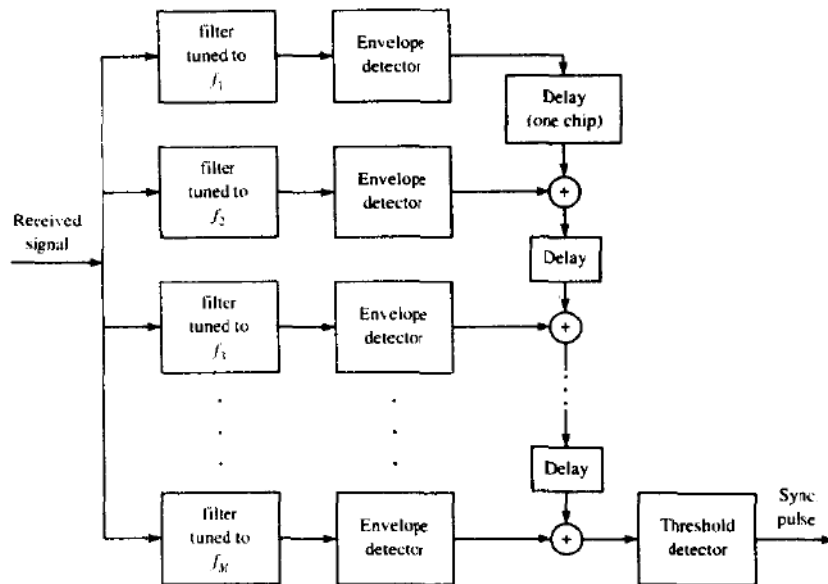 filter
tuned to
f₁
Envelope
detector
Delay
(one chip)
filter
tuned to
f₂
Envelope
detector
+
Received
signal
Delay
filter
tuned to
f₃
Envelope
detector
+
Delay
filter
tuned to
f_M
Envelope
detector
+
Threshold
detector
Sync
pulse